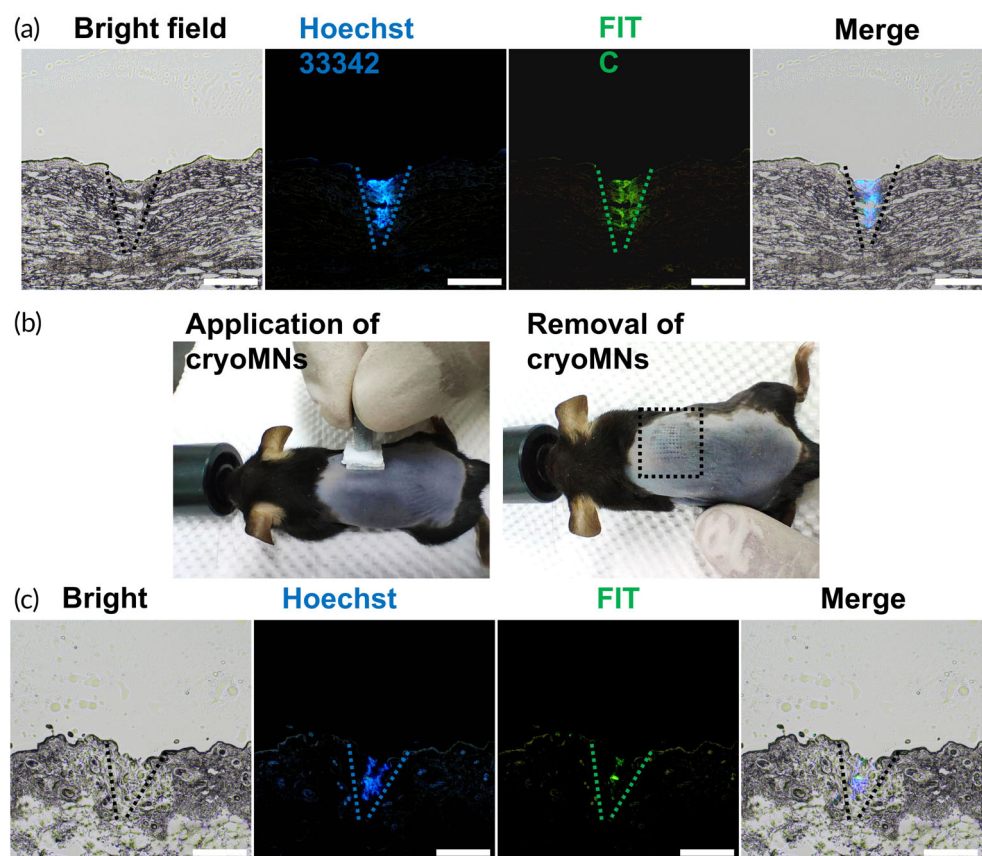 (a)
Bright field
Hoechst
33342
FIT
C
Merge
(b)
Application of
cryoMNs
Removal of
cryoMNs
(c)
Bright
Hoechst
FIT
Merge